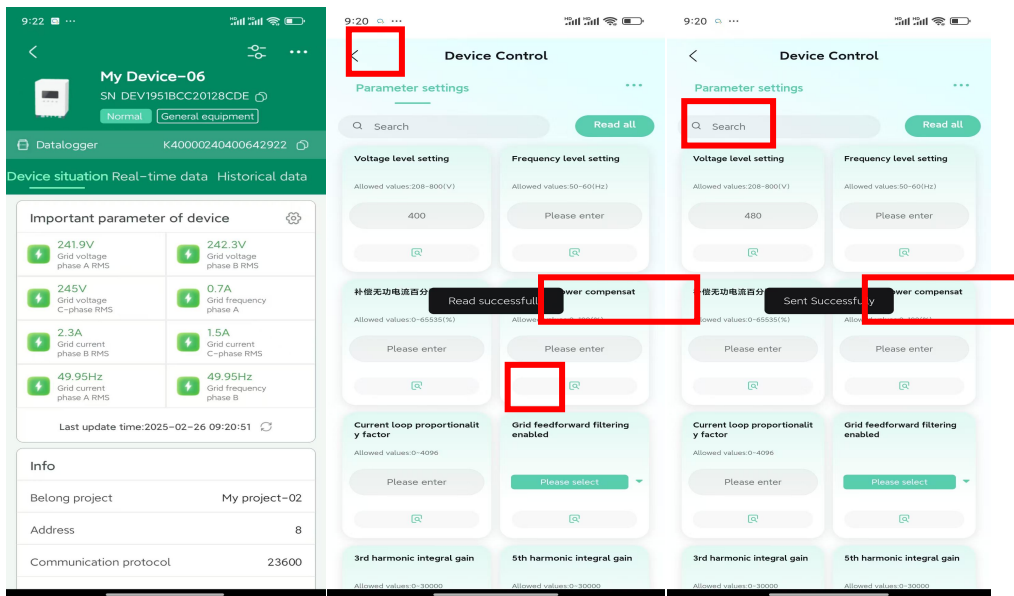 9:22
My Device-06
SN DEV1951BCC20128CDE
Normal
General equipment
Datalogger
K40000240400642922
Device situation
Real-time data
Historical data
Important parameter of device
241.9V
Grid voltage
phase A RMS
242.3V
Grid voltage
phase B RMS
245V
Grid voltage
C-phase RMS
0.7A
Grid frequency
phase A
2.3A
Grid current
phase B RMS
1.5A
Grid current
C-phase RMS
49.95Hz
Grid current
phase A RMS
49.95Hz
Grid frequency
phase B
Last update time:2025-02-26 09:20:51
Info
Belong project
My project-02
Address
8
Communication protocol
23600
9:20
Device Control
Parameter settings
Search
Read all
Voltage level setting
Allowed values:208-800(V)
400
Frequency level setting
Allowed values:50-60(Hz)
Please enter
补偿无功电流百分
ower compensat
Read successfull
Allowed values:0-65535(%)
Please enter
Please enter
Current loop proportionalit
y factor
Allowed values:0-4096
Please enter
Grid feedforward filtering
enabled
Please select
3rd harmonic integral gain
Allowed values:0-30000
5th harmonic integral gain
Allowed values:0-30000
9:20
Device Control
Parameter settings
Search
Read all
Voltage level setting
Allowed values:208-800(V)
480
Frequency level setting
Allowed values:50-60(Hz)
Please enter
补偿无功电流百分
wer compensat
Sent Successfully
Allowed values:0-65535(%)
Please enter
Please enter
Current loop proportionalit
y factor
Allowed values:0-4096
Please enter
Grid feedforward filtering
enabled
Please select
3rd harmonic integral gain
Allowed values:0-30000
5th harmonic integral gain
Allowed values:0-30000